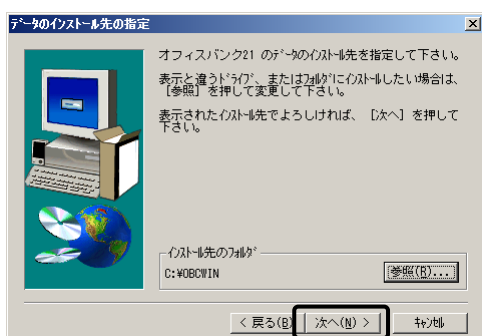 ﾃﾞｰﾀのｲﾝｽﾄｰﾙ先の指定
オフィスバンク21 のﾃﾞｰﾀのｲﾝｽﾄｰﾙ先を指定して下さい。
表示と違うﾄﾞﾗｲﾌﾞ、またはﾌｫﾙﾀﾞにｲﾝｽﾄｰﾙしたい場合は、
［参照］を押して変更して下さい。
表示されたｲﾝｽﾄｰﾙ先でよろしければ、［次へ］を押して
下さい。
ｲﾝｽﾄｰﾙ先のﾌｫﾙﾀﾞ
C:¥OBCWIN
参照(R)...
< 戻る(B)
次へ(N) >
ｷｬﾝｾﾙ